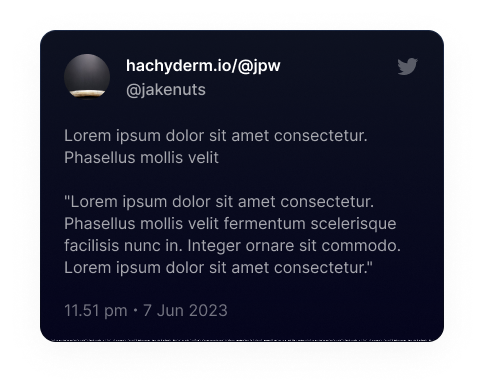 hachyderm.io/@jpw
@jakenuts
Lorem ipsum dolor sit amet consectetur.
Phasellus mollis velit
"Lorem ipsum dolor sit amet consectetur.
Phasellus mollis velit fermentum scelerisque
facilisis nunc in. Integer ornare sit commodo.
Lorem ipsum dolor sit amet consectetur."
11.51 pm • 7 Jun 2023